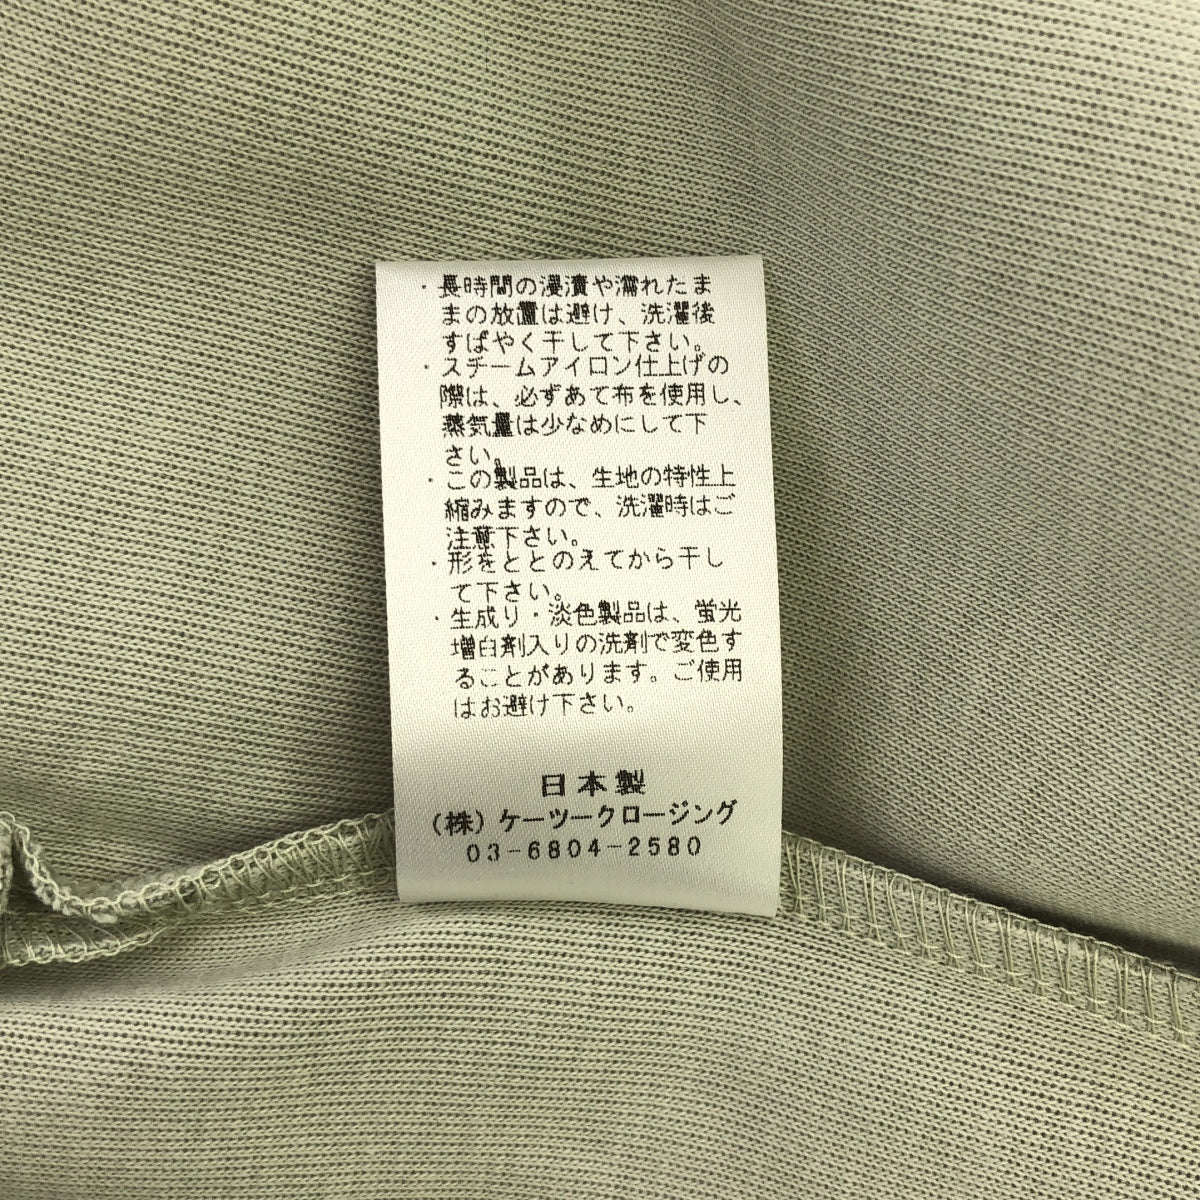 ・長時間の浸漬や濡れたま
まの放置は避け、洗濯後
すばやく干して下さい。
・スチームアイロン仕上げの
際は、必ずあて布を使用し、
蒸気量は少なめにして下
さい。
・この製品は、生地の特性上
縮みますので、洗濯時はご
注意下さい。
・形をととのえてから干し
て下さい。
・生成り・淡色製品は、蛍光
増白剤入りの洗剤で変色す
ることがあります。ご使用
はお避け下さい。
日本製
（株）ケーツークロージング
03-6804-2580